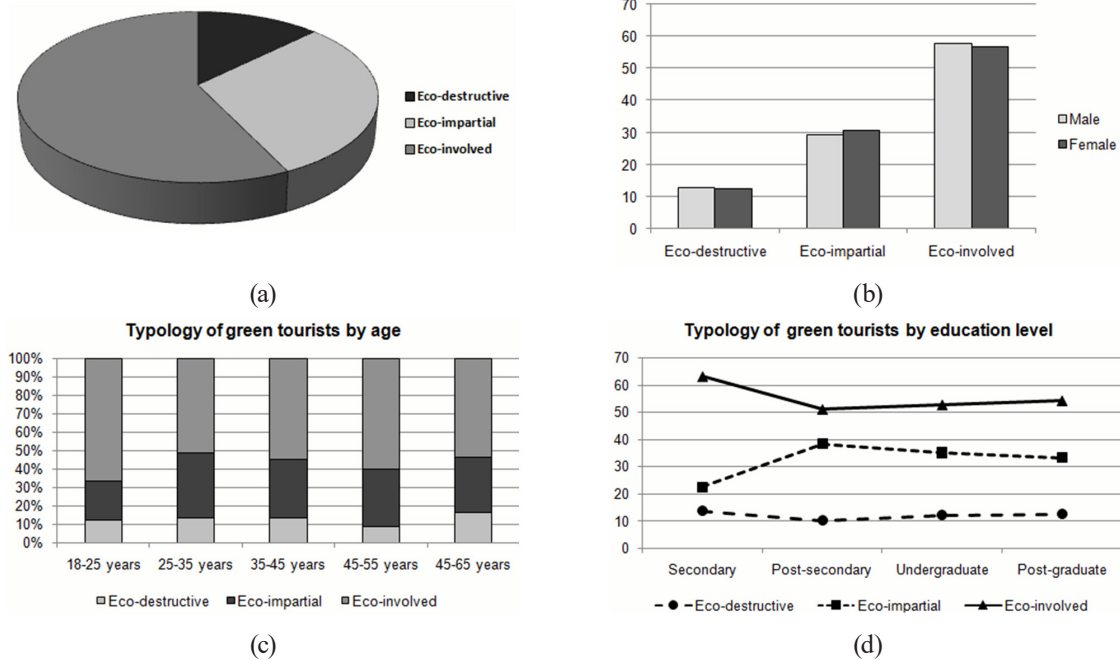 Eco-destructive
Eco-impartial
Eco-involved
(a)
70
60
50
40
30
20
10
0
Eco-destructive Eco-impartial Eco-involved
Male
Female
(b)
Typology of green tourists by age
100%
90%
80%
70%
60%
50%
40%
30%
20%
10%
0%
18-25 years 25-35 years 35-45 years 45-55 years 45-65 years
Eco-destructive Eco-impartial Eco-involved
(c)
Typology of green tourists by education level
70
60
50
40
30
20
10
0
Secondary Post-secondary Undergraduate Post-graduate
Eco-destructive Eco-impartial Eco-involved
(d)